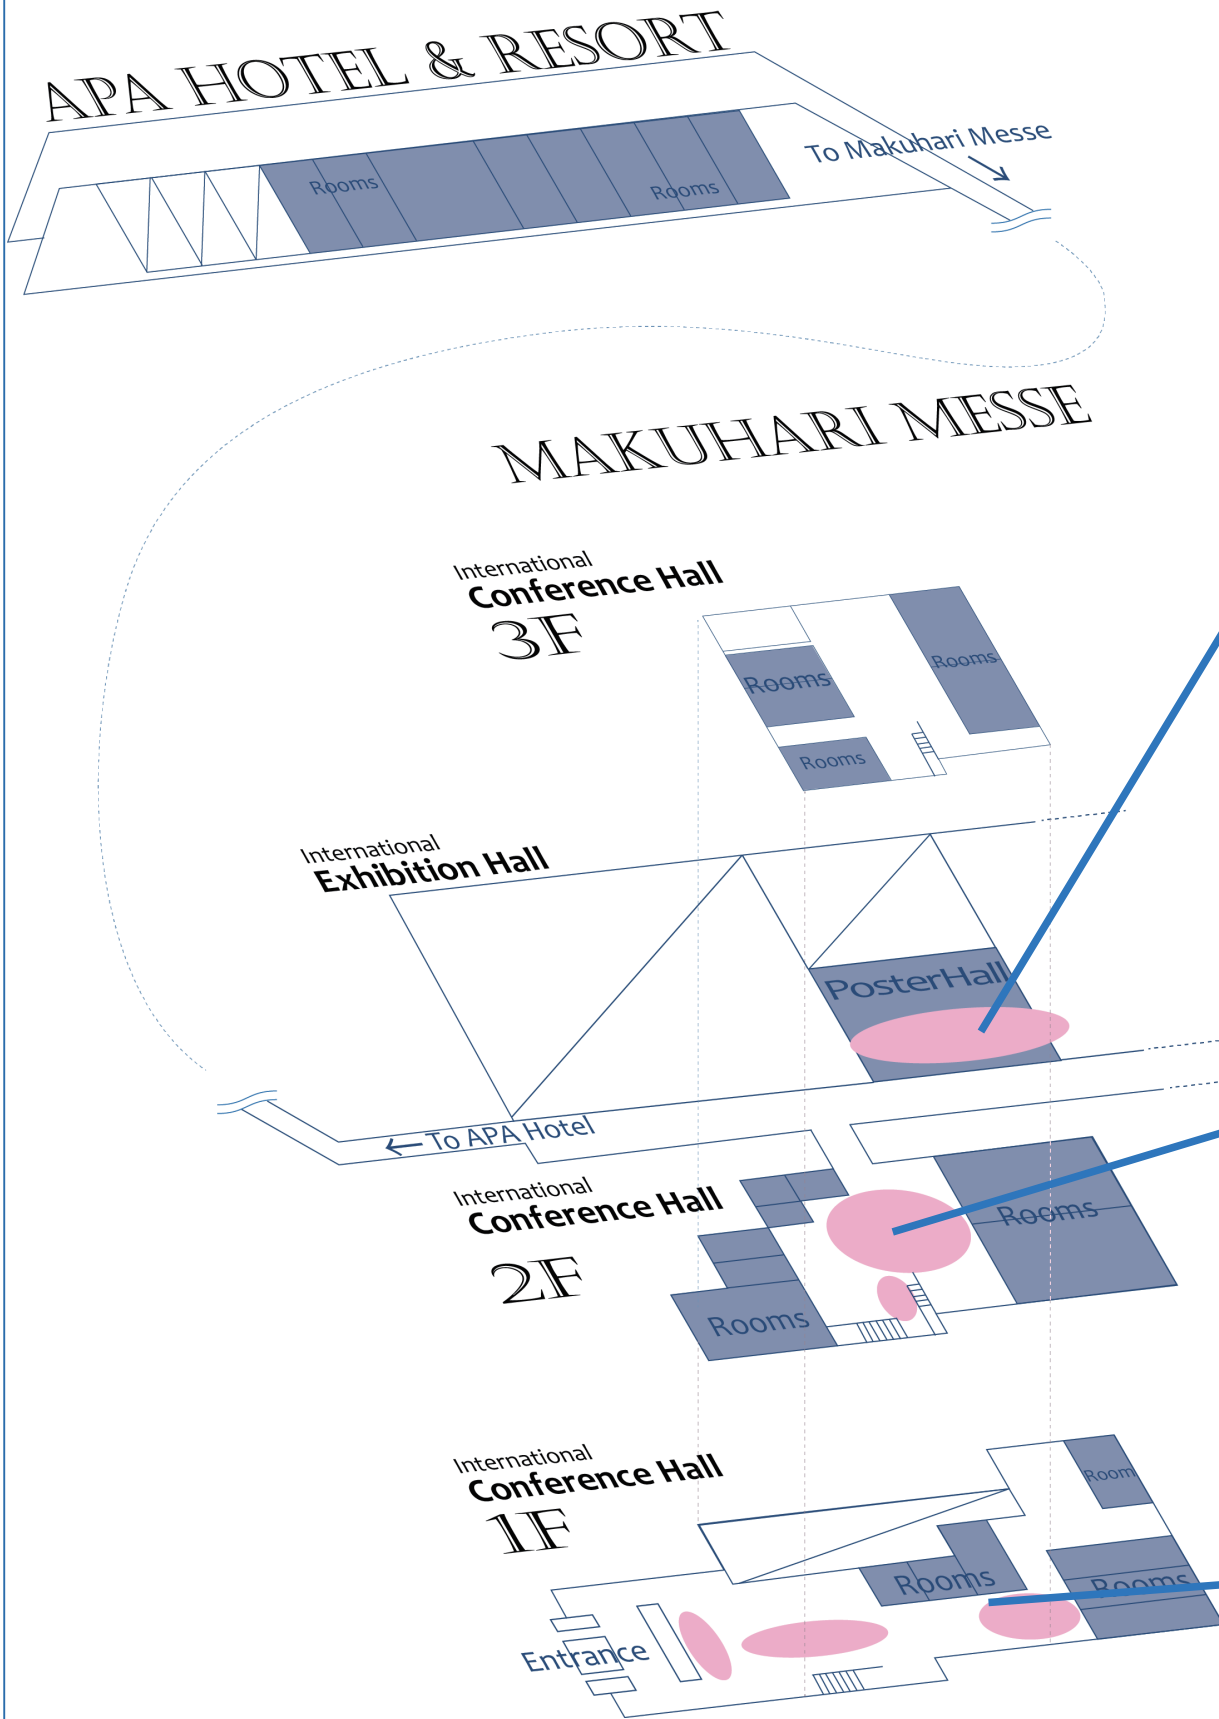 APA HOTEL & RESORT
To Makuhari Messe
Rooms
Rooms
MAKUHARI MESSE
International
Conference Hall
3F
Rooms
Rooms
Rooms
International
Exhibition Hall
PosterHall
To APA Hotel
International
Conference Hall
2F
Rooms
Rooms
International
Conference Hall
1F
Room
Rooms
Rooms
Entrance